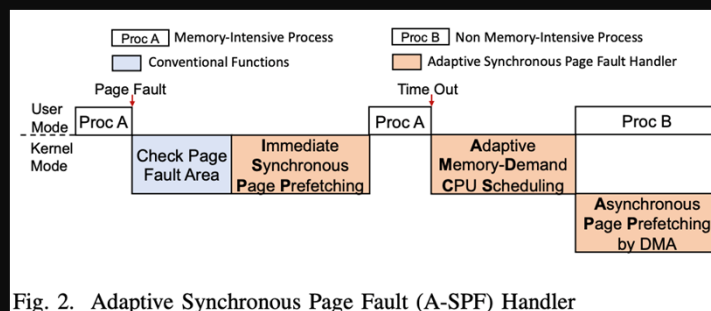 Proc A Memory-Intensive Process
Proc B Non Memory-Intensive Process
Conventional Functions
Adaptive Synchronous Page Fault Handler
Page Fault
Time Out
User
Mode
Kernel
Mode
Proc A
Check Page
Fault Area
Immediate
Synchronous
Page Prefetching
Proc A
Adaptive
Memory-Demand
CPU Scheduling
Proc B
Asynchronous
Page Prefetching
by DMA
Fig. 2. Adaptive Synchronous Page Fault (A-SPF) Handler